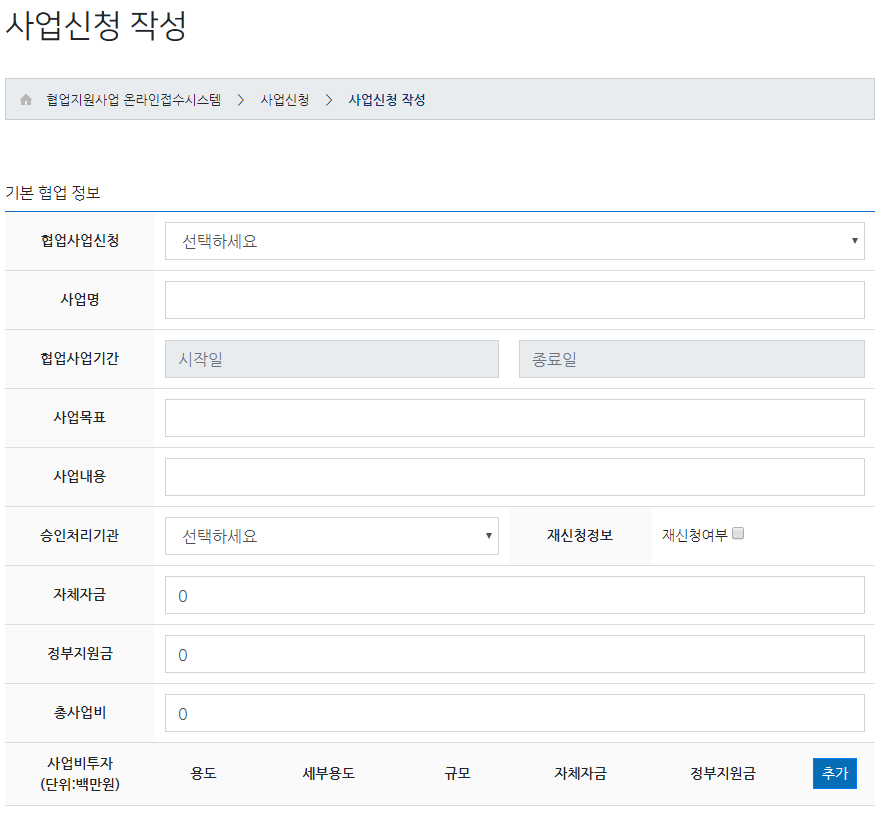 사업신청 작성
협업지원사업 온라인접수시스템 > 사업신청 > 사업신청 작성
기본 협업 정보
협업사업신청 선택하세요
사업명
협업사업기간 시작일 종료일
사업목표
사업내용
승인처리기관 선택하세요 재신청정보 재신청여부
자체자금 0
정부지원금 0
총사업비 0
사업비투자
(단위:백만원) 용도 세부용도 규모 자체자금 정부지원금 추가